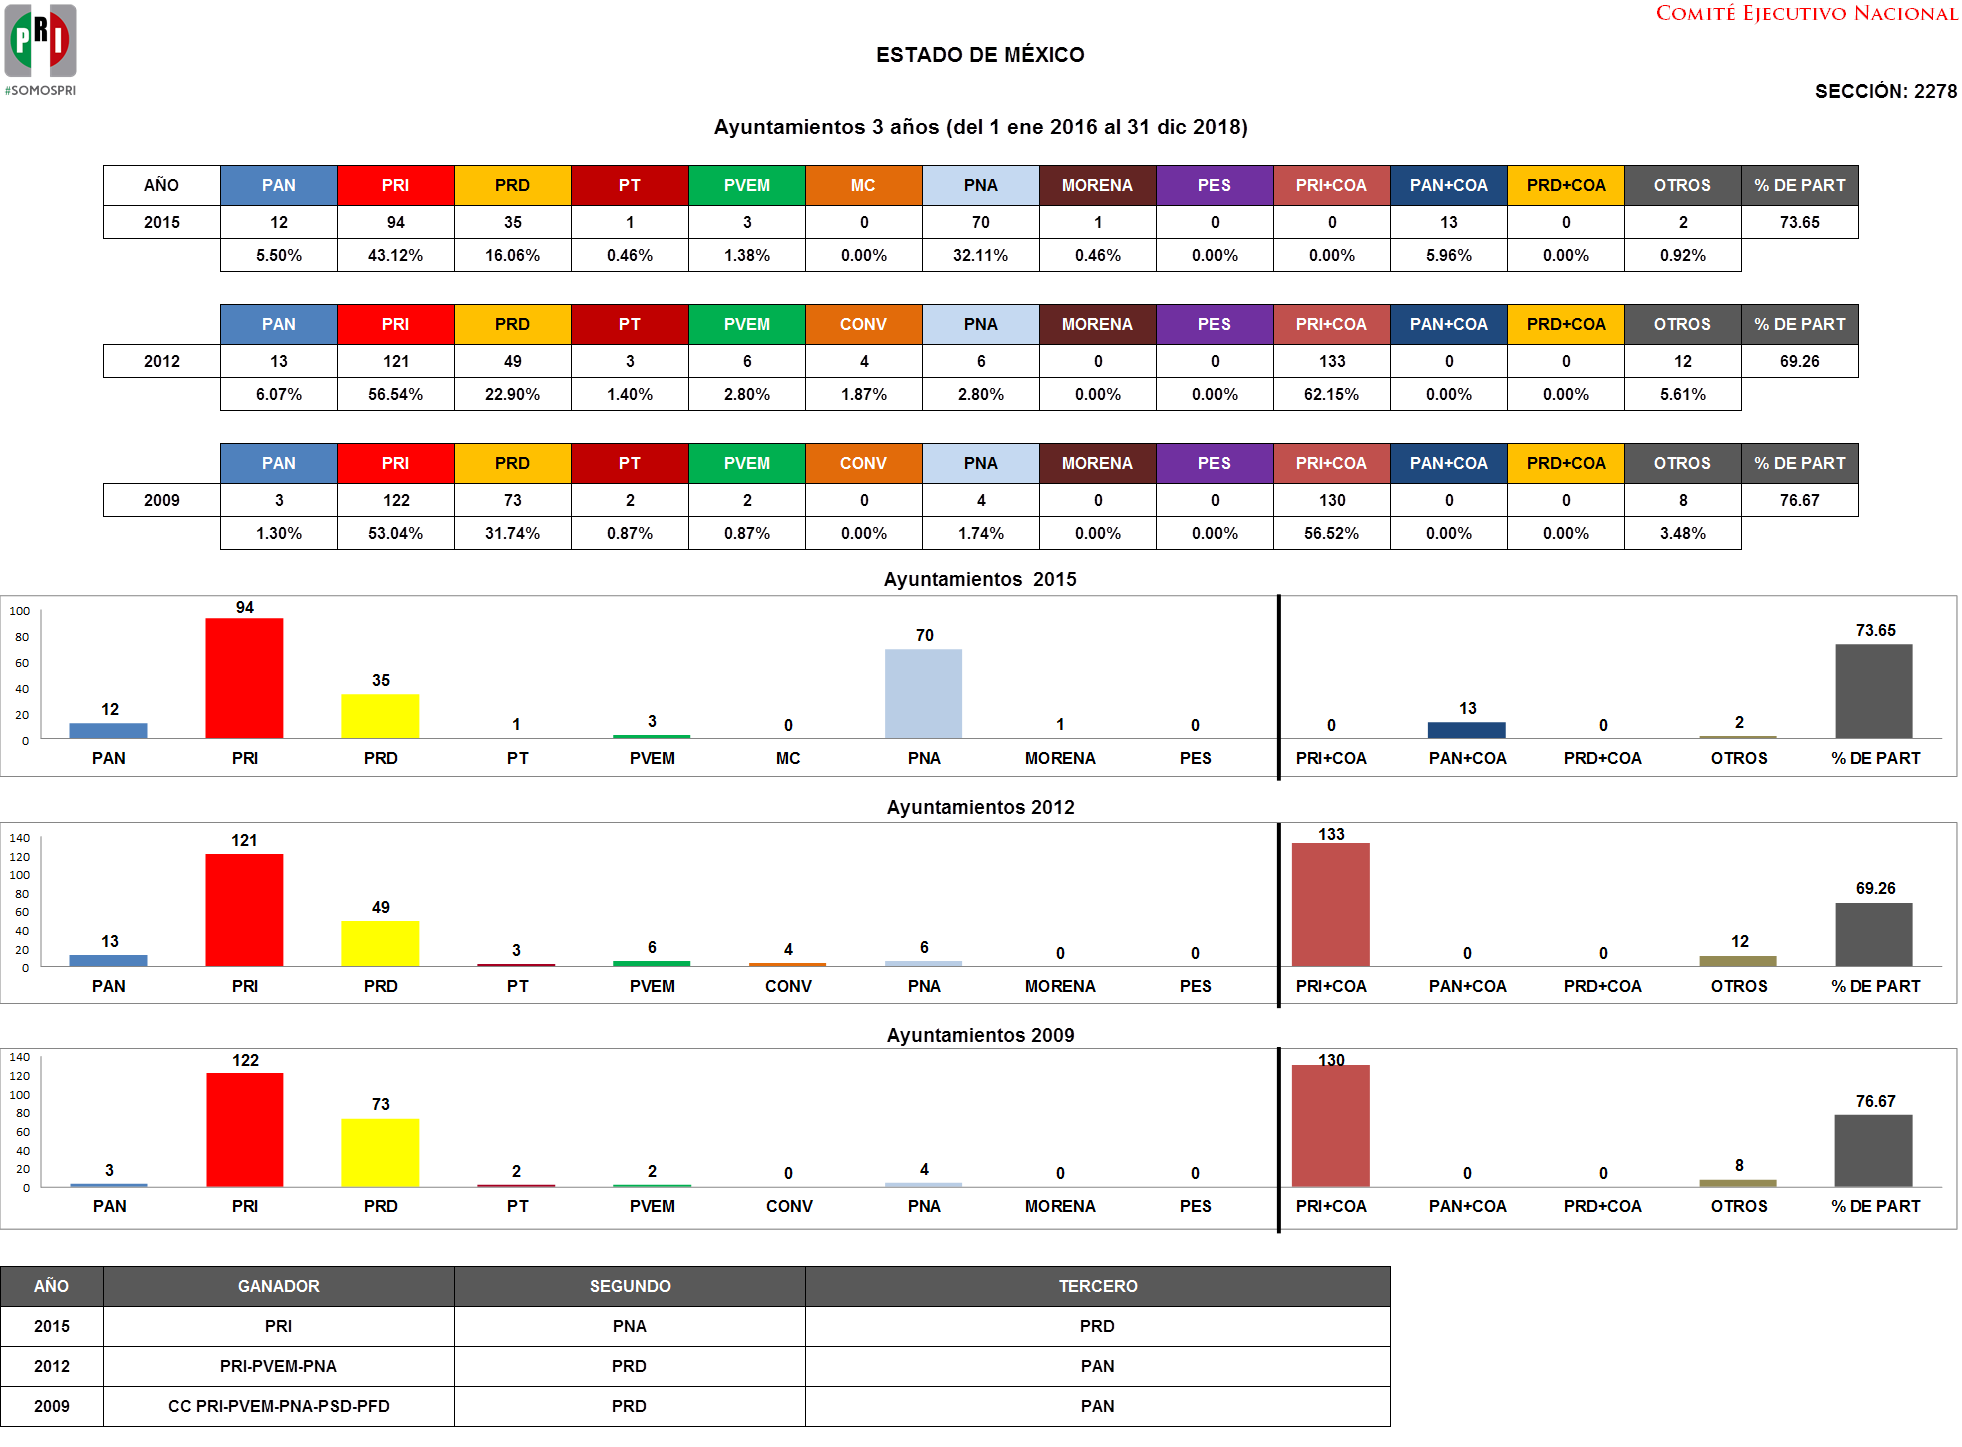 PRI
#SOMOSPRI
COMITÉ EJECUTIVO NACIONAL
ESTADO DE MÉXICO
SECCIÓN: 2278
Ayuntamientos 3 años (del 1 ene 2016 al 31 dic 2018)
AÑO PAN PRI PRD PT PVEM MC PNA MORENA PES PRI+COA PAN+COA PRD+COA OTROS % DE PART
2015 12 94 35 1 3 0 70 1 0 0 13 0 2 73.65
5.50% 43.12% 16.06% 0.46% 1.38% 0.00% 32.11% 0.46% 0.00% 0.00% 5.96% 0.00% 0.92%
PAN PRI PRD PT PVEM CONV PNA MORENA PES PRI+COA PAN+COA PRD+COA OTROS % DE PART
2012 13 121 49 3 6 4 6 0 0 133 0 0 12 69.26
6.07% 56.54% 22.90% 1.40% 2.80% 1.87% 2.80% 0.00% 0.00% 62.15% 0.00% 0.00% 5.61%
PAN PRI PRD PT PVEM CONV PNA MORENA PES PRI+COA PAN+COA PRD+COA OTROS % DE PART
2009 3 122 73 2 2 0 4 0 0 130 0 0 8 76.67
1.30% 53.04% 31.74% 0.87% 0.87% 0.00% 1.74% 0.00% 0.00% 56.52% 0.00% 0.00% 3.48%
Ayuntamientos 2015
100
80
60
40
20
0
12 94 35 1 3 0 70 1 0 0 13 0 2 73.65
PAN PRI PRD PT PVEM MC PNA MORENA PES PRI+COA PAN+COA PRD+COA OTROS % DE PART
Ayuntamientos 2012
140
120
100
80
60
40
20
0
13 121 49 3 6 4 6 0 0 133 0 0 12 69.26
PAN PRI PRD PT PVEM CONV PNA MORENA PES PRI+COA PAN+COA PRD+COA OTROS % DE PART
Ayuntamientos 2009
140
120
100
80
60
40
20
0
3 122 73 2 2 0 4 0 0 130 0 0 8 76.67
PAN PRI PRD PT PVEM CONV PNA MORENA PES PRI+COA PAN+COA PRD+COA OTROS % DE PART
AÑO GANADOR SEGUNDO TERCERO
2015 PRI PNA PRD
2012 PRI-PVEM-PNA PRD PAN
2009 CC PRI-PVEM-PNA-PSD-PFD PRD PAN